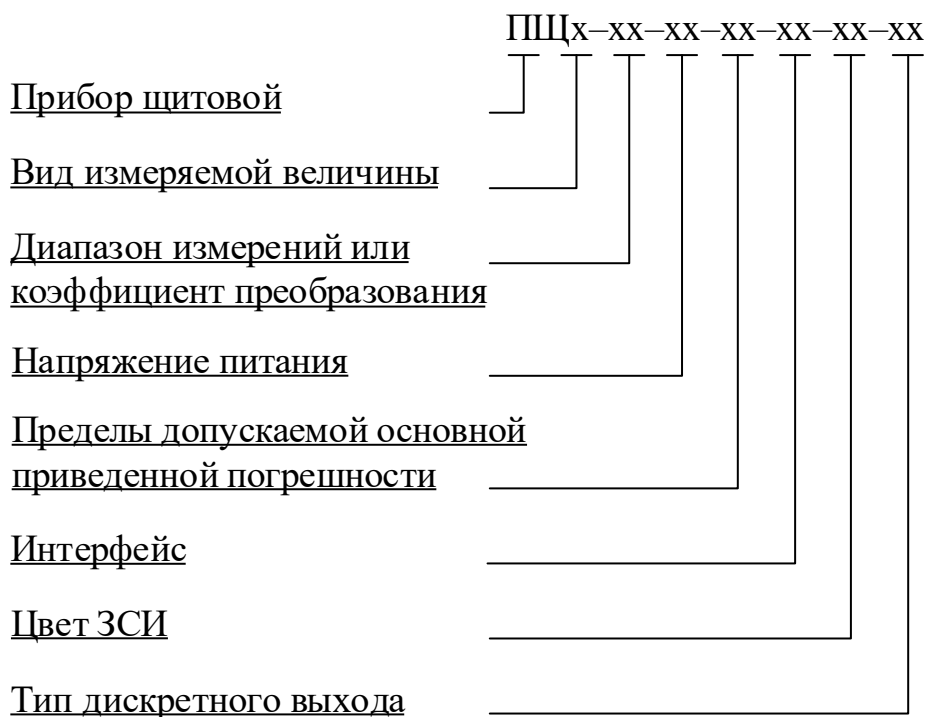 ПЩх–хх–хх–хх–хх–хх–хх
Прибор щитовой
Вид измеряемой величины
Диапазон измерений или
коэффициент преобразования
Напряжение питания
Пределы допускаемой основной
приведенной погрешности
Интерфейс
Цвет ЗСИ
Тип дискретного выхода